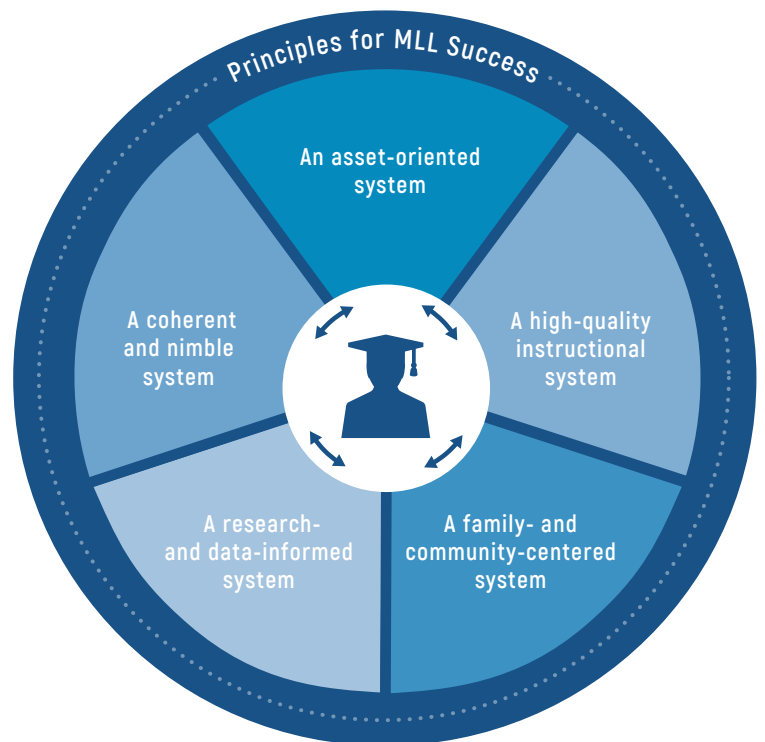 Principles for MLL Success
An asset-oriented
system
A high-quality
instructional
system
A family- and
community-centered
system
A research-
and data-informed
system
A coherent
and nimble
system